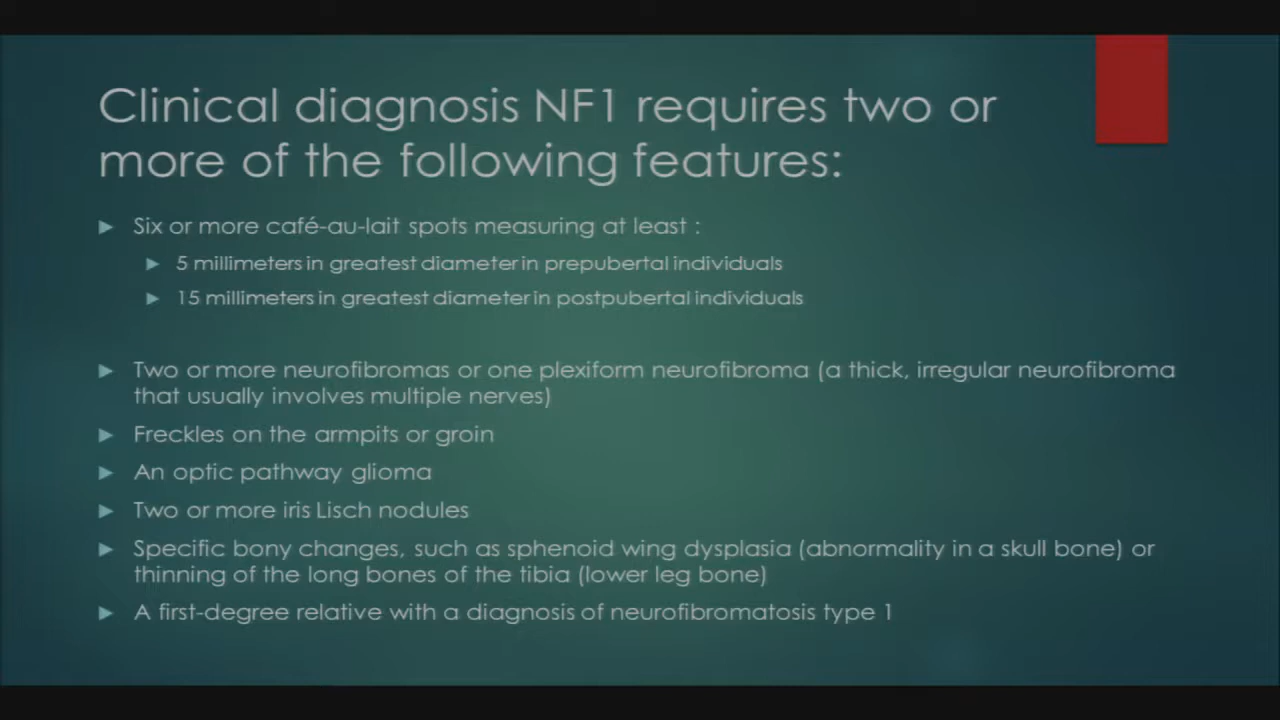 Clinical diagnosis NF1 requires two or
more of the following features:
Six or more café-au-lait spots measuring at least :
5 millimeters in greatest diameter in prepubertal individuals
15 millimeters in greatest diameter in postpubertal individuals
Two or more neurofibromas or one plexiform neurofibroma (a thick, irregular neurofibroma
that usually involves multiple nerves)
Freckles on the armpits or groin
An optic pathway glioma
Two or more iris Lisch nodules
Specific bony changes, such as sphenoid wing dysplasia (abnormality in a skull bone) or
thinning of the long bones of the tibia (lower leg bone)
A first-degree relative with a diagnosis of neurofibromatosis type 1